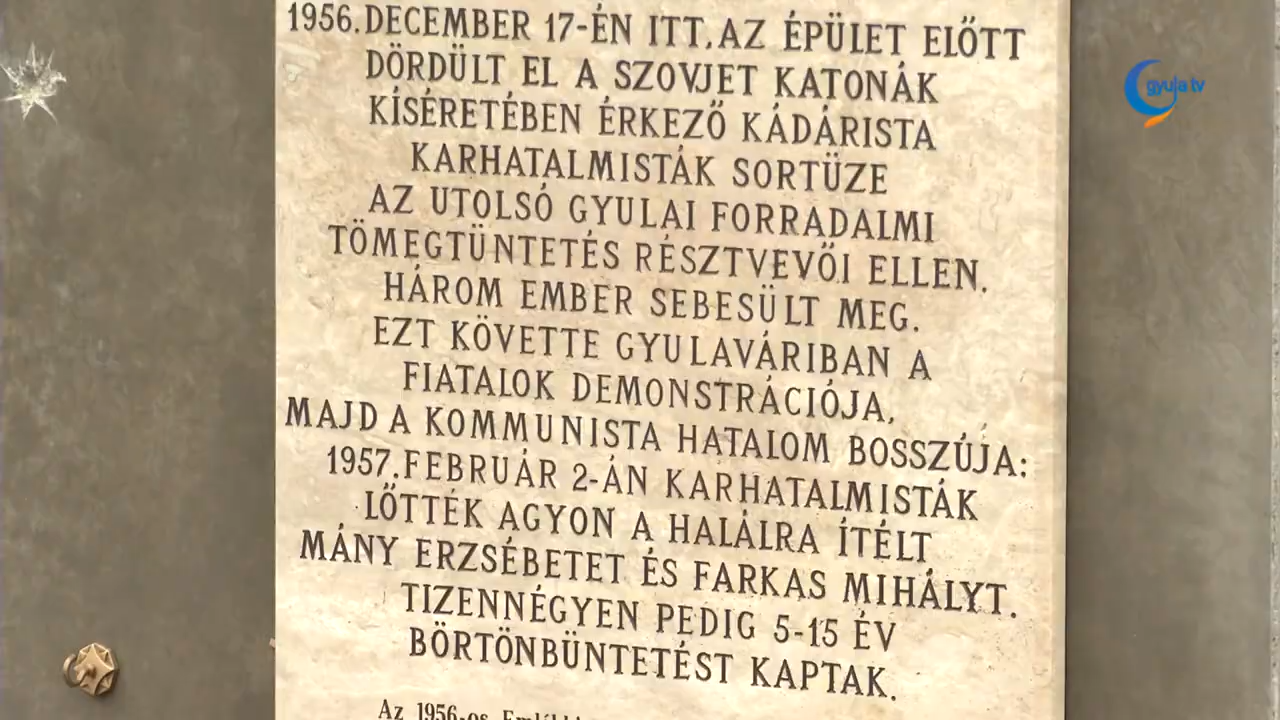 1956.DECEMBER 17-ÉN ITT,AZ ÉPÜLET ELŐTT
DÖRDÜLT EL A SZOVJET KATONÁK
KÍSÉRETÉBEN ÉRKEZŐ KÁDÁRISTA
KARHATALMISTÁK SORTÜZE
AZ UTOLSÓ GYULAI FORRADALMI
TÖMEGTÜNTETÉS RÉSZTVEVŐI ELLEN.
HÁROM EMBER SEBESÜLT MEG.
EZT KÖVETTE GYULAVÁRIBAN A
FIATALOK DEMONSTRÁCIÓJA,
MAJD A KOMMUNISTA HATALOM BOSSZÚJA:
1957.FEBRUÁR 2-ÁN KARHATALMISTÁK
LŐTTÉK AGYON A HALÁLRA ÍTÉLT
MÁNY ERZSÉBETET ÉS FARKAS MIHÁLYT.
TIZENNÉGYEN PEDIG 5-15 ÉV
BÖRTÖNBÜNTETÉST KAPTAK.
Az 1956-os
gyula tv